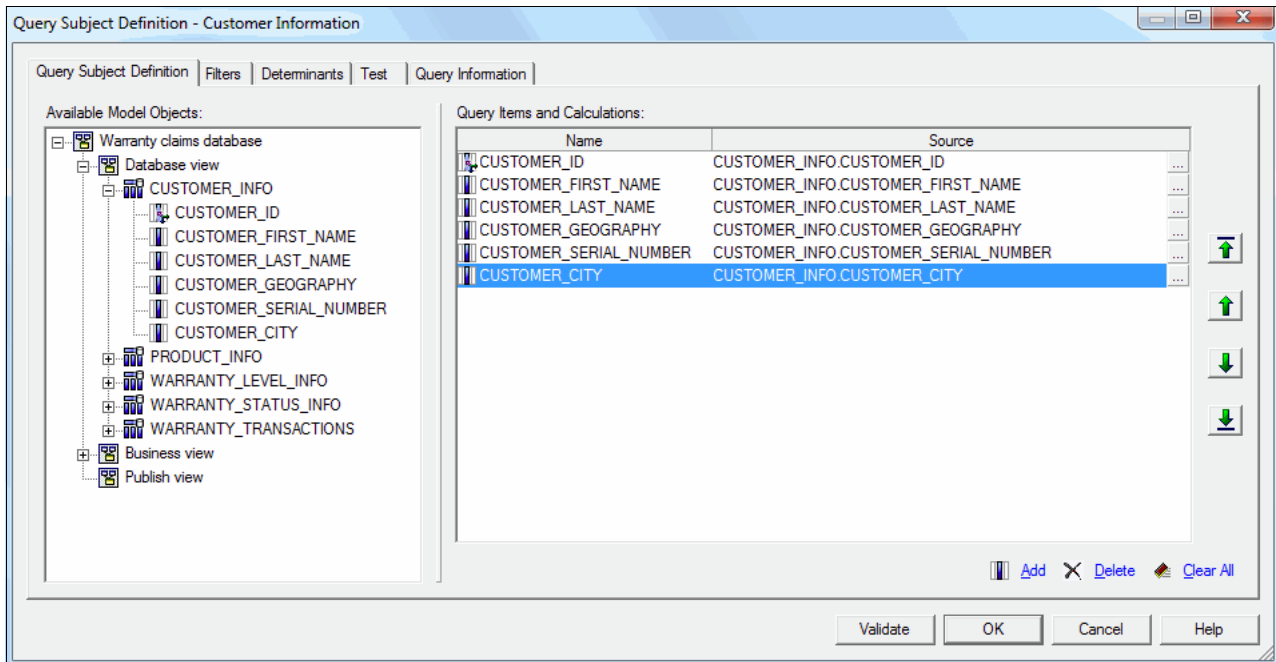 Query Subject Definition - Customer Information
Query Subject Definition Filters Determinants Test Query Information
Available Model Objects:
Warranty claims database
Database view
CUSTOMER_INFO
CUSTOMER_ID
CUSTOMER_FIRST_NAME
CUSTOMER_LAST_NAME
CUSTOMER_GEOGRAPHY
CUSTOMER_SERIAL_NUMBER
CUSTOMER_CITY
PRODUCT_INFO
WARRANTY_LEVEL_INFO
WARRANTY_STATUS_INFO
WARRANTY_TRANSACTIONS
Business view
Publish view
Query Items and Calculations:
Name Source
CUSTOMER_ID CUSTOMER_INFO.CUSTOMER_ID ...
CUSTOMER_FIRST_NAME CUSTOMER_INFO.CUSTOMER_FIRST_NAME ...
CUSTOMER_LAST_NAME CUSTOMER_INFO.CUSTOMER_LAST_NAME ...
CUSTOMER_GEOGRAPHY CUSTOMER_INFO.CUSTOMER_GEOGRAPHY ...
CUSTOMER_SERIAL_NUMBER CUSTOMER_INFO.CUSTOMER_SERIAL_NUMBER ...
CUSTOMER_CITY CUSTOMER_INFO.CUSTOMER_CITY ...
Add Delete Clear All
Validate OK Cancel Help